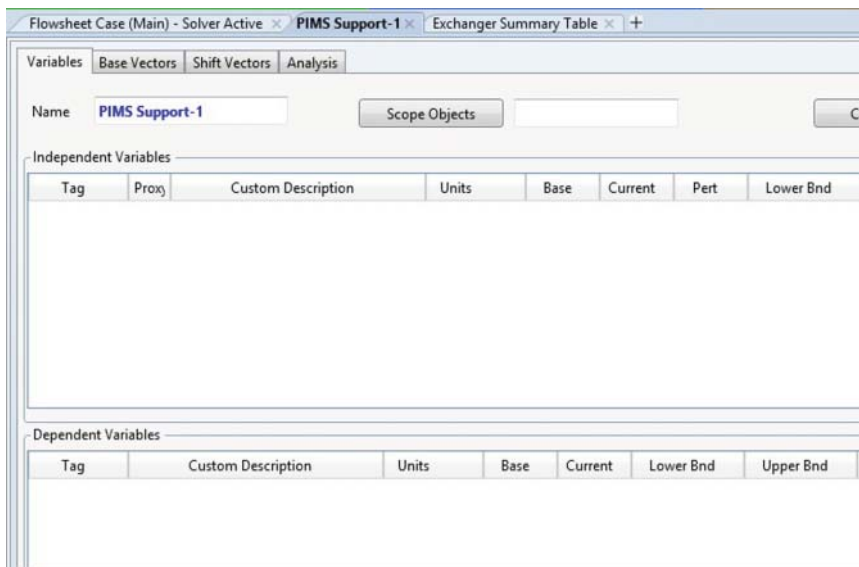 Flowsheet Case (Main) - Solver Active PIMS Support-1 Exchanger Summary Table +
Variables Base Vectors Shift Vectors Analysis
Name PIMS Support-1 Scope Objects C
Independent Variables
Tag Proxy Custom Description Units Base Current Pert Lower Bnd
Dependent Variables
Tag Custom Description Units Base Current Lower Bnd Upper Bnd